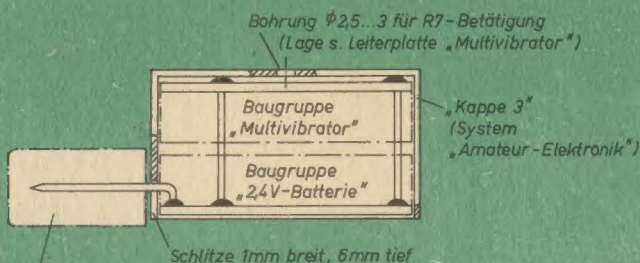 Bohrung ϕ2,5...3 für R7-Betätigung
(Lage s. Leiterplatte „Multivibrator”)
Baugruppe
„Multivibrator”
„Kappe 3”
(System
„Amateur-Elektronik”)
Baugruppe
„2,4V-Batterie”
Schlitze 1mm breit, 6mm tief